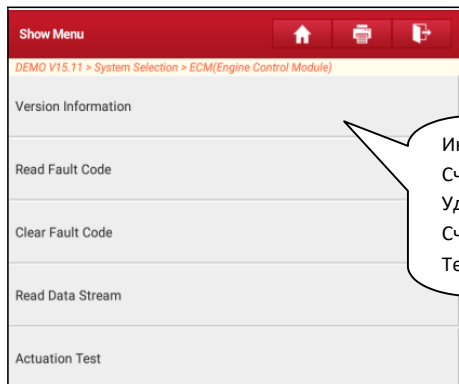 Show Menu
DEMO V15.11 > System Selection > ECM(Engine Control Module)
Version Information
Read Fault Code
Clear Fault Code
Read Data Stream
Actuation Test